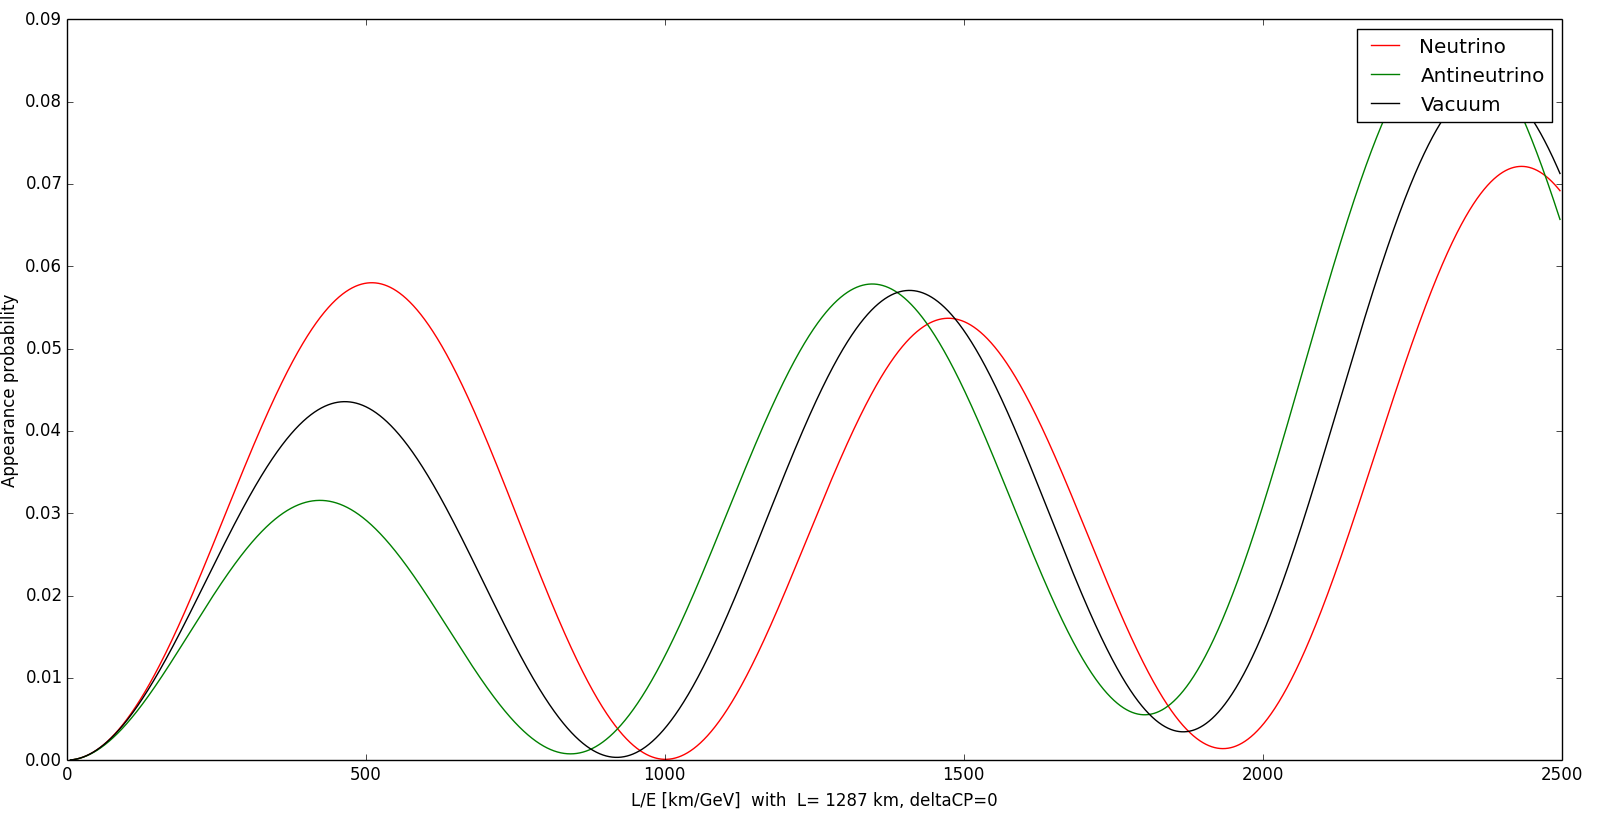 0.09
0.08
0.07
0.06
0.05
0.04
0.03
0.02
0.01
0.00
Appearance probability
0 500 1000 1500 2000 2500
L/E [km/GeV]  with  L= 1287 km, deltaCP=0
Neutrino
Antineutrino
Vacuum